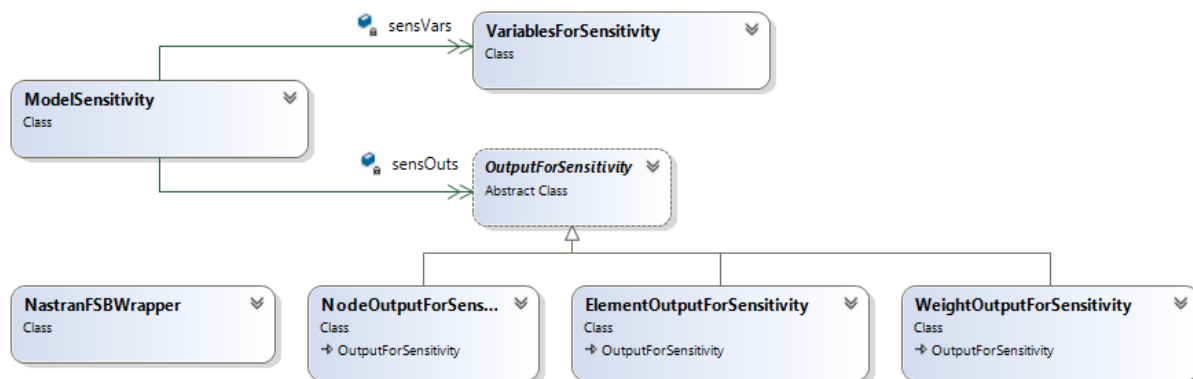 sensVars
VariablesForSensitivity
Class
ModelSensitivity
Class
sensOuts
OutputForSensitivity
Abstract Class
NastranFSBWrapper
Class
NodeOutputForSens...
Class
OutputForSensitivity
ElementOutputForSensitivity
Class
OutputForSensitivity
WeightOutputForSensitivity
Class
OutputForSensitivity